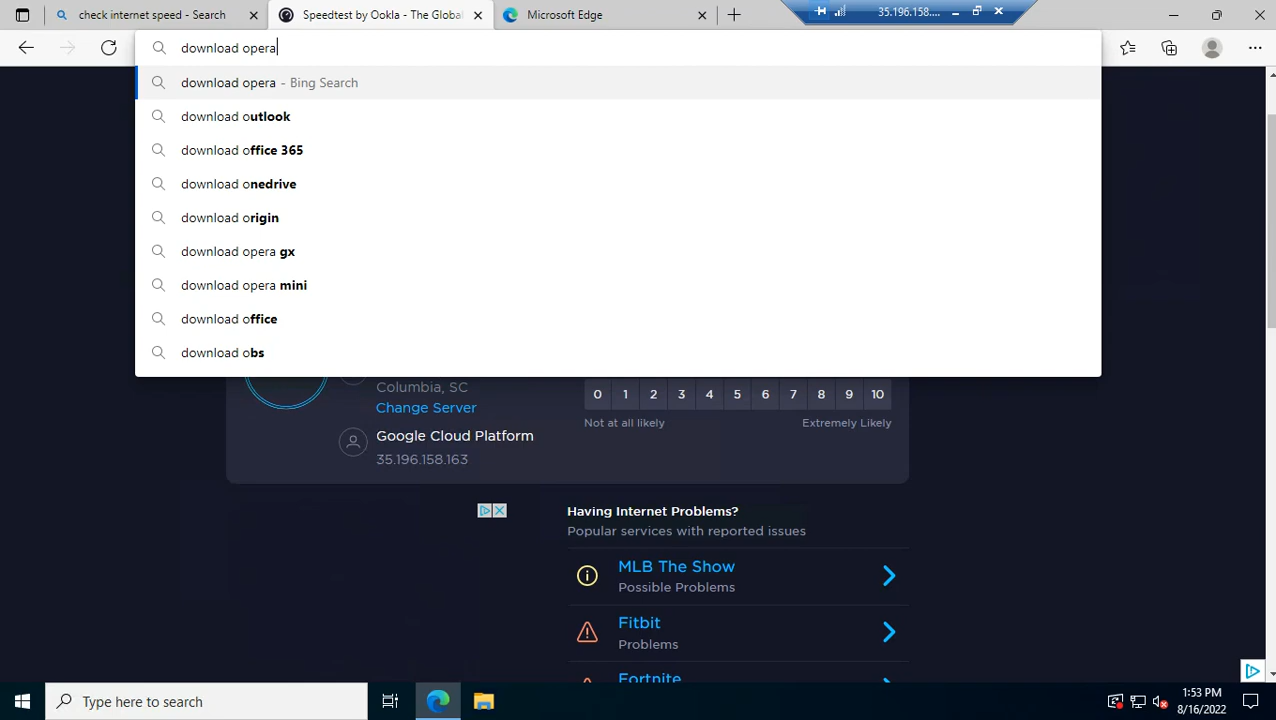 check internet speed - Search
Speedtest by Ookla - The Global
Microsoft Edge
35.196.158....
download opera
download opera - Bing Search
download outlook
download office 365
download onedrive
download origin
download opera gx
download opera mini
download office
download obs
Columbia, SC
Change Server
Google Cloud Platform
35.196.158.163
0 1 2 3 4 5 6 7 8 9 10
Not at all likely Extremely Likely
Having Internet Problems?
Popular services with reported issues
MLB The Show
Possible Problems
Fitbit
Problems
Fortnite
Type here to search
1:53 PM
8/16/2022